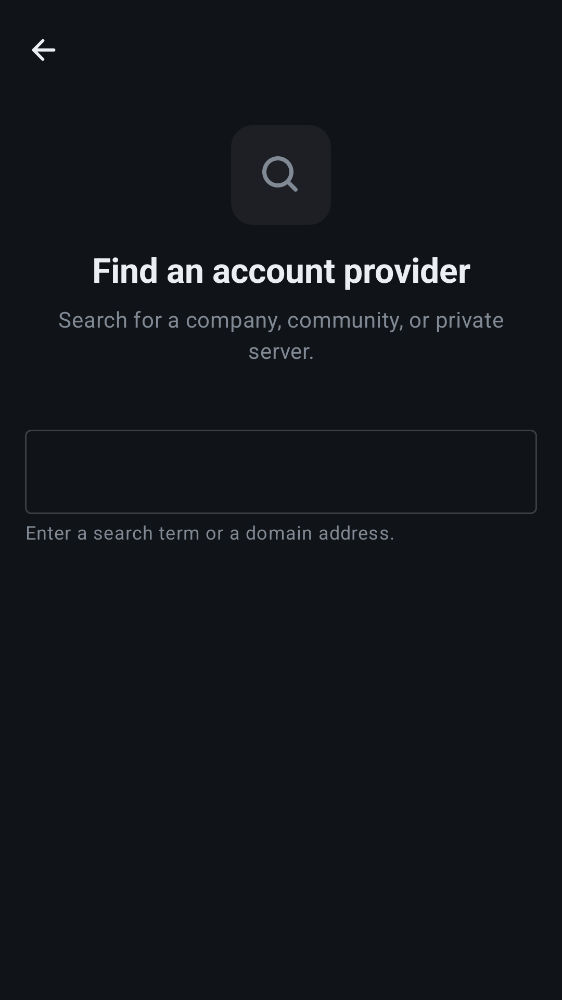 Find an account provider
Search for a company, community, or private
server.
Enter a search term or a domain address.